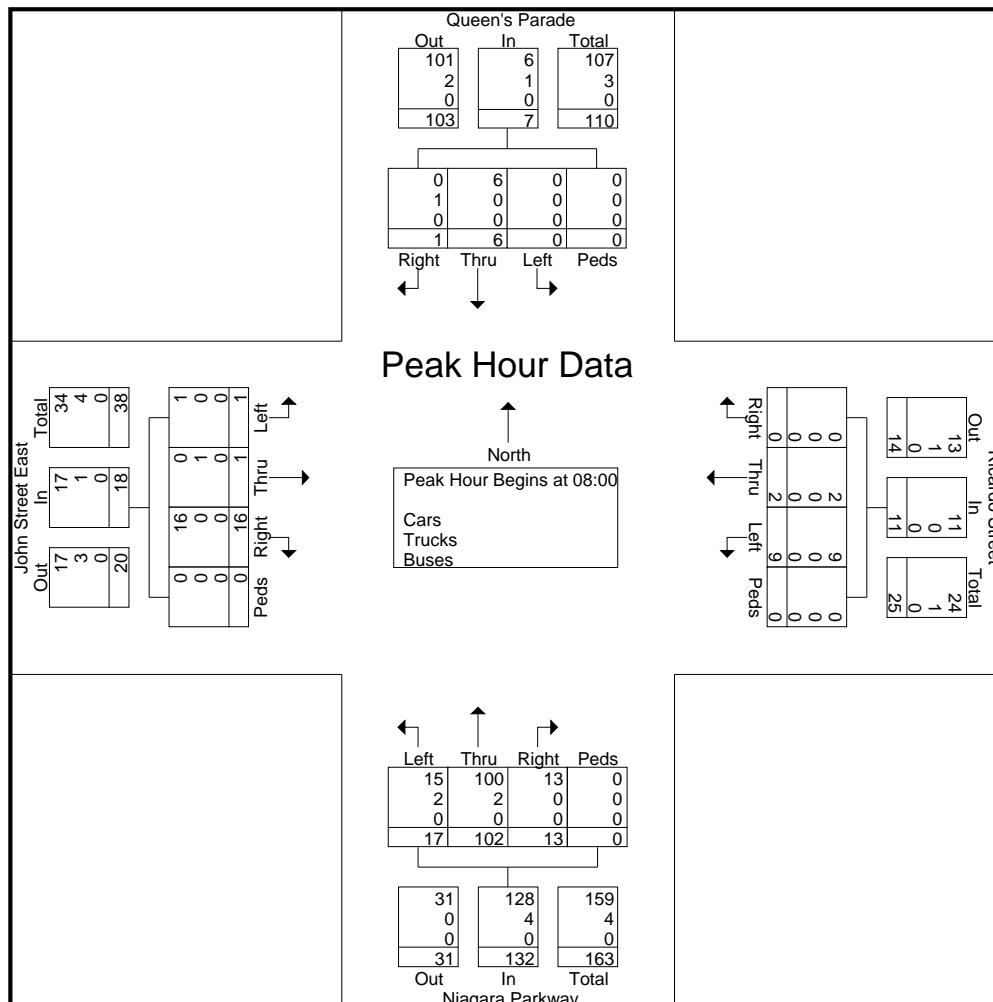 Queen's Parade
Out In Total
101 6 107
2 1 3
0 0 0
103 7 110
0 6 0 0
1 0 0 0
0 0 0 0
1 6 0 0
Right Thru Left Peds
Peak Hour Data
North
Peak Hour Begins at 08:00
Cars
Trucks
Buses
John Street East
Out In Total
17 17 34
3 1 4
0 0 0
20 18 38
0 16 0 1
0 0 1 0
0 0 0 0
0 16 1 1
Peds Right Thru Left
Out In Total
13 11 24
1 0 1
0 0 0
14 11 25
0 2 9 0
0 0 0 0
0 0 0 0
0 2 9 0
Right Thru Left Peds
Left Thru Right Peds
15 100 13 0
2 2 0 0
0 0 0 0
17 102 13 0
31 128 159
0 4 4
0 0 0
31 132 163
Out In Total
Niagara Parkway